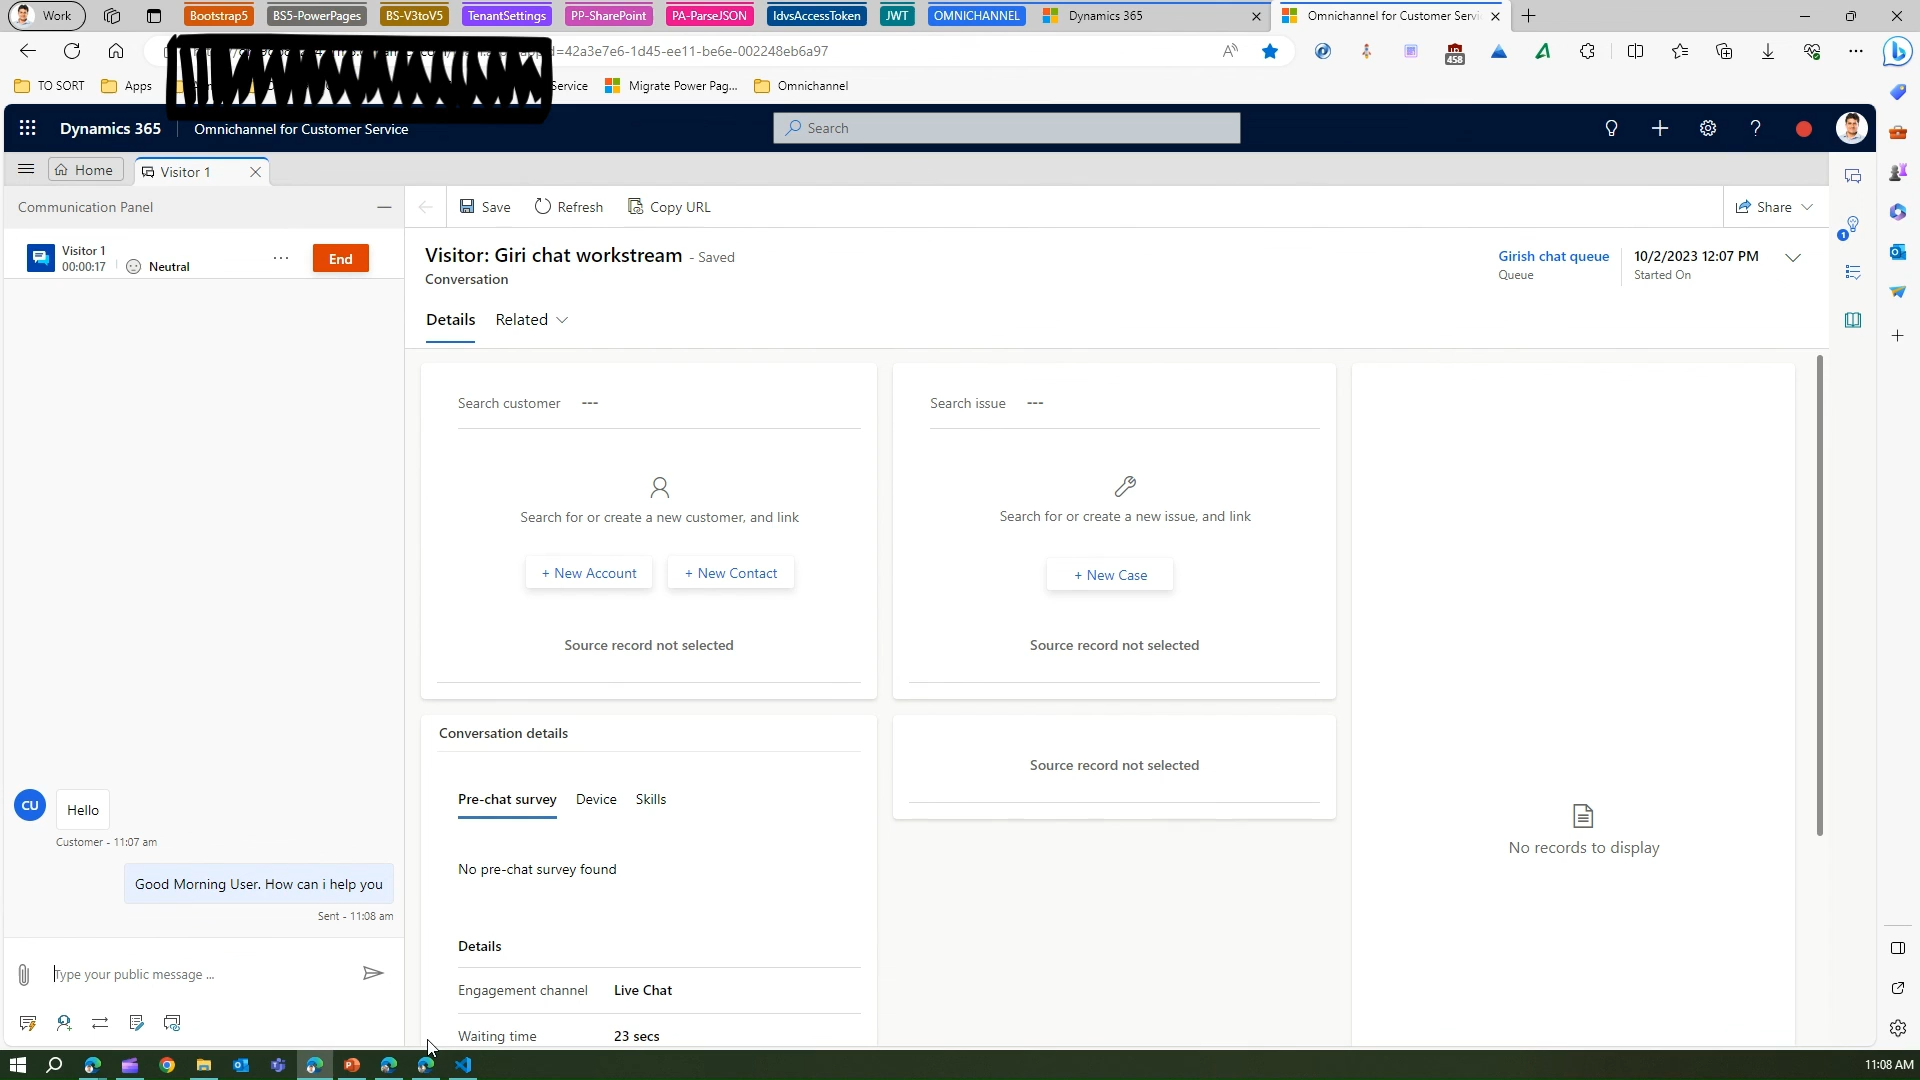 Work
Bootstrap5
BS5-PowerPages
BS-V3toV5
TenantSettings
PP-SharePoint
PA-ParseJSON
IdvsAccessToken
JWT
OMNICHANNEL
Dynamics 365
Omnichannel for Customer Servi
=42a3e7e6-1d45-ee11-be6e-002248eb6a97
458
TO SORT
Apps
Service
Migrate Power Pag...
Omnichannel
Dynamics 365
Omnichannel for Customer Service
Search
Home
Visitor 1
Communication Panel
Save
Refresh
Copy URL
Share
Visitor 1
00:00:17
Neutral
End
Visitor: Giri chat workstream - Saved
Conversation
Girish chat queue
Queue
10/2/2023 12:07 PM
Started On
1
Details
Related
Search customer ---
Search for or create a new customer, and link
+ New Account
+ New Contact
Source record not selected
Search issue ---
Search for or create a new issue, and link
+ New Case
Source record not selected
Conversation details
Pre-chat survey
Device
Skills
No pre-chat survey found
Details
Engagement channel Live Chat
Waiting time 23 secs
Source record not selected
No records to display
CU
Hello
Customer - 11:07 am
Good Morning User. How can i help you
Sent - 11:08 am
Type your public message ...
11:08 AM